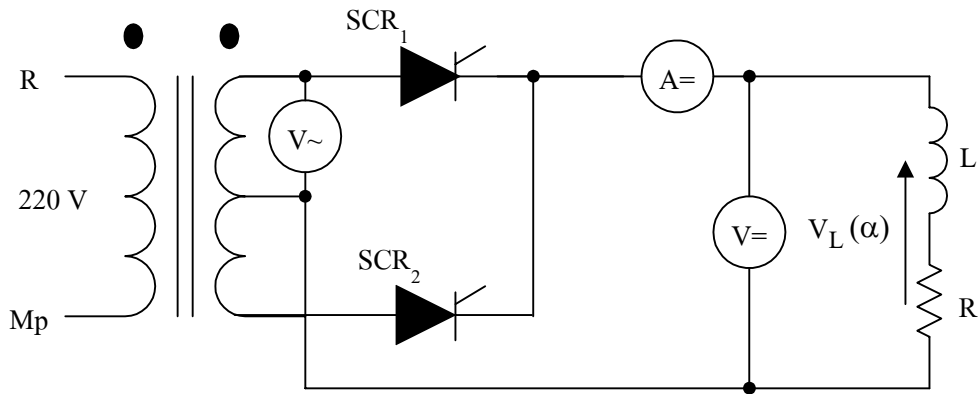 SCR1
R
A=
V~
L
220 V
V=
VL (α)
SCR2
Mp
R